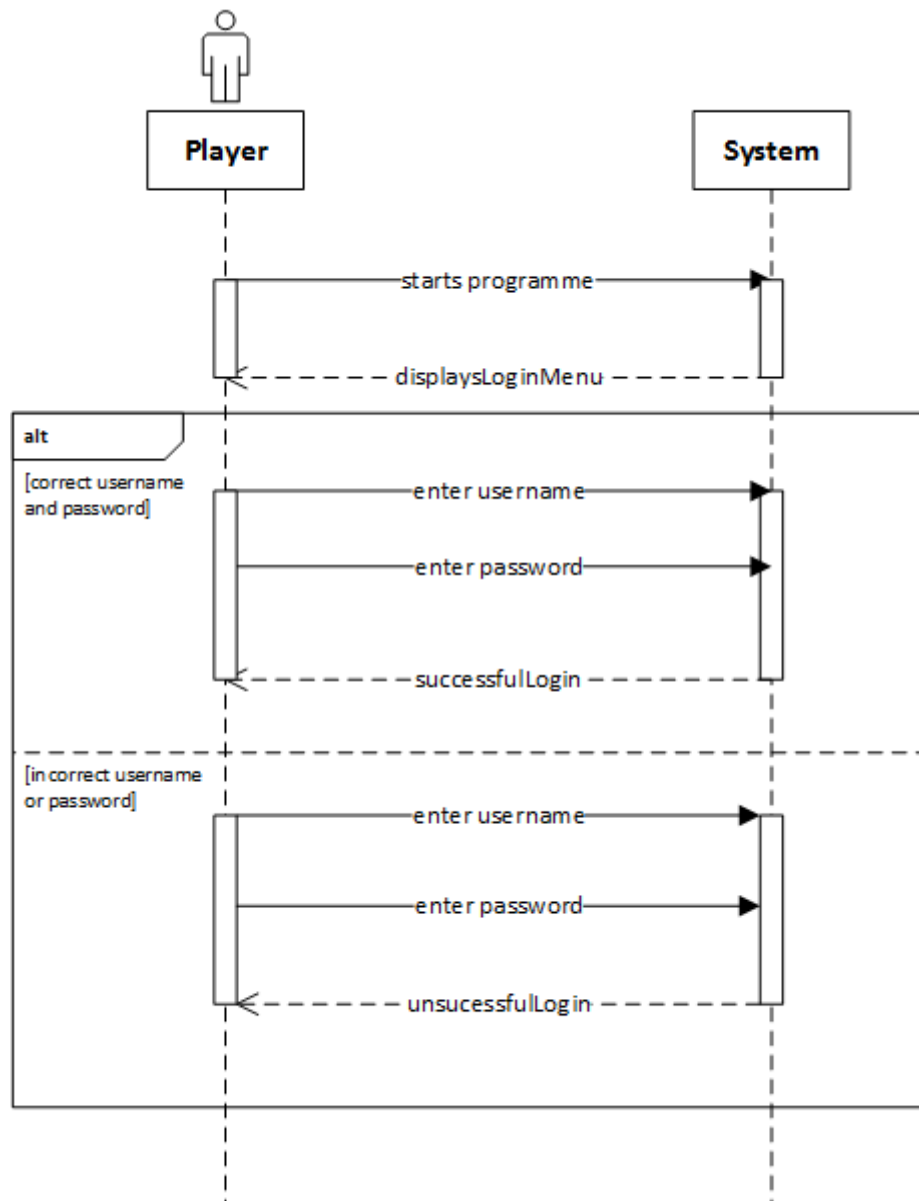 Player
System
starts programme
displaysLoginMenu
alt
[correct username
and password]
enter username
enter password
successfulLogin
[incorrect username
or password]
enter username
enter password
unsucessfulLogin